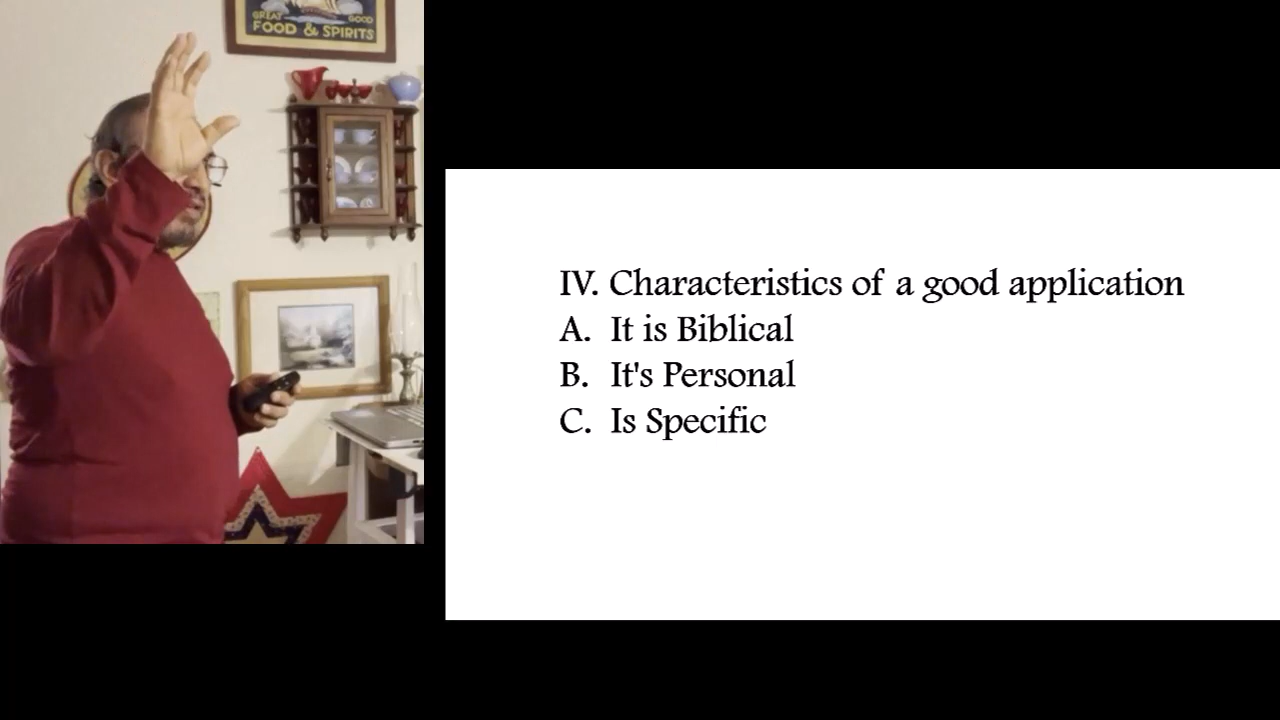 GREAT GOOD
FOOD & SPIRITS
IV. Characteristics of a good application
A. It is Biblical
B. It's Personal
C. Is Specific